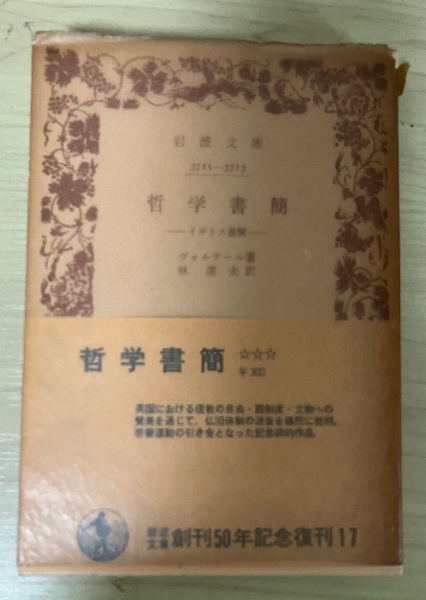 岩波文庫
3711—3713
哲学書簡
——イギリス書簡——
ヴォルテール著
林達夫訳
哲学書簡 ☆☆☆
¥300
英国における信教の自由・議制度・文物への
賛美を通じて、仏旧体制の迷妄を痛烈に批判。
啓蒙運動の引き金となった記念碑的作品。
岩波
文庫 創刊50年記念復刊17